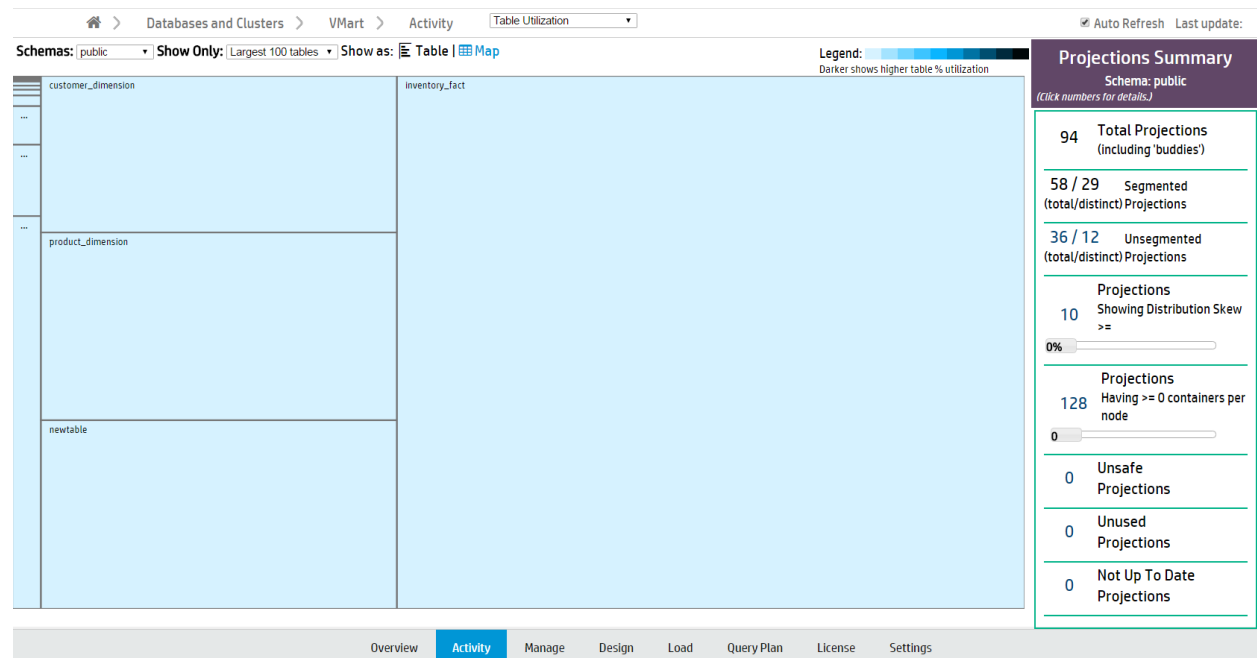 Databases and Clusters VMart Activity Table Utilization Auto Refresh Last update:
Schemas: public Show Only: Largest 100 tables Show as: Table | Map
Legend:
Darker shows higher table % utilization
...
...
...
customer_dimension
product_dimension
newtable
inventory_fact
Projections Summary
Schema: public
(Click numbers for details.)
94 Total Projections
(including 'buddies')
58 / 29 Segmented
(total/distinct) Projections
36 / 12 Unsegmented
(total/distinct) Projections
Projections
10 Showing Distribution Skew
>=
0%
Projections
128 Having >= 0 containers per
node
0
0 Unsafe
Projections
0 Unused
Projections
0 Not Up To Date
Projections
Overview Activity Manage Design Load Query Plan License Settings